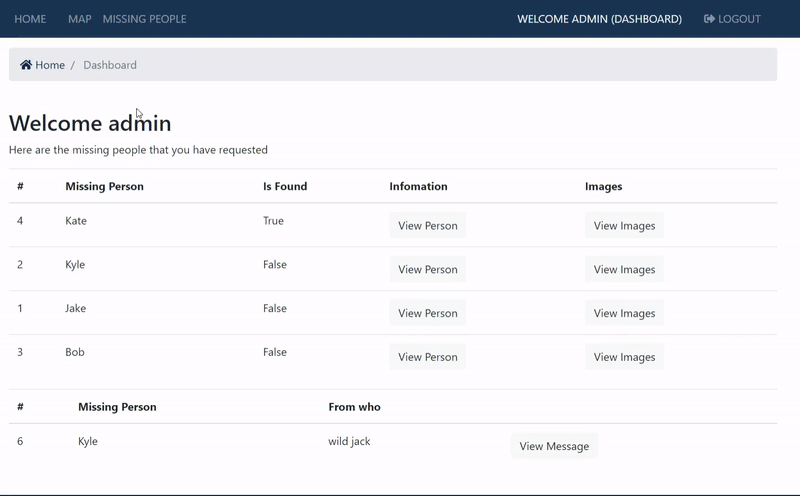 HOME MAP MISSING PEOPLE WELCOME ADMIN (DASHBOARD) LOGOUT
Home / Dashboard
Welcome admin
Here are the missing people that you have requested
# Missing Person Is Found Infomation Images
4 Kate True View Person View Images
2 Kyle False View Person View Images
1 Jake False View Person View Images
3 Bob False View Person View Images
# Missing Person From who
6 Kyle wild jack View Message